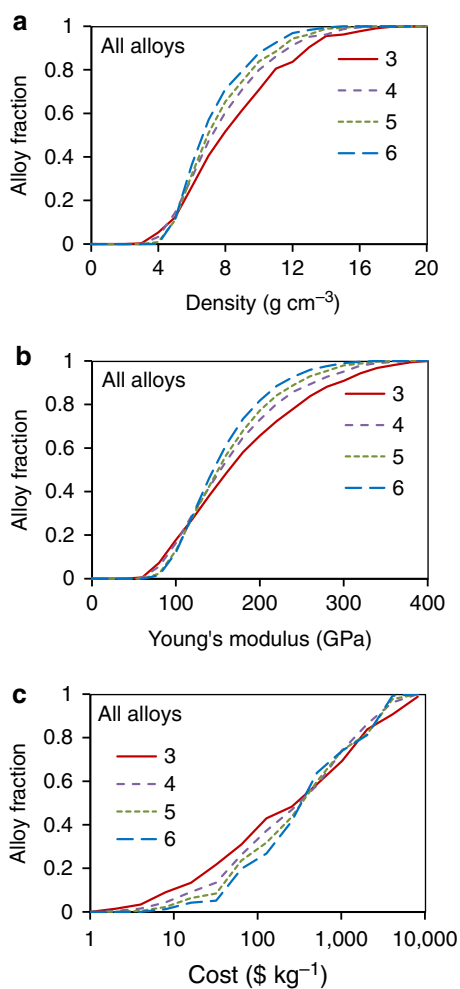 a
All alloys
1
0.8
0.6
0.4
0.2
0
Alloy fraction
3
4
5
6
0 4 8 12 16 20
Density (g cm⁻³)
b
All alloys
1
0.8
0.6
0.4
0.2
0
Alloy fraction
3
4
5
6
0 100 200 300 400
Young's modulus (GPa)
c
All alloys
1
0.8
0.6
0.4
0.2
0
Alloy fraction
3
4
5
6
1 10 100 1,000 10,000
Cost ($ kg⁻¹)